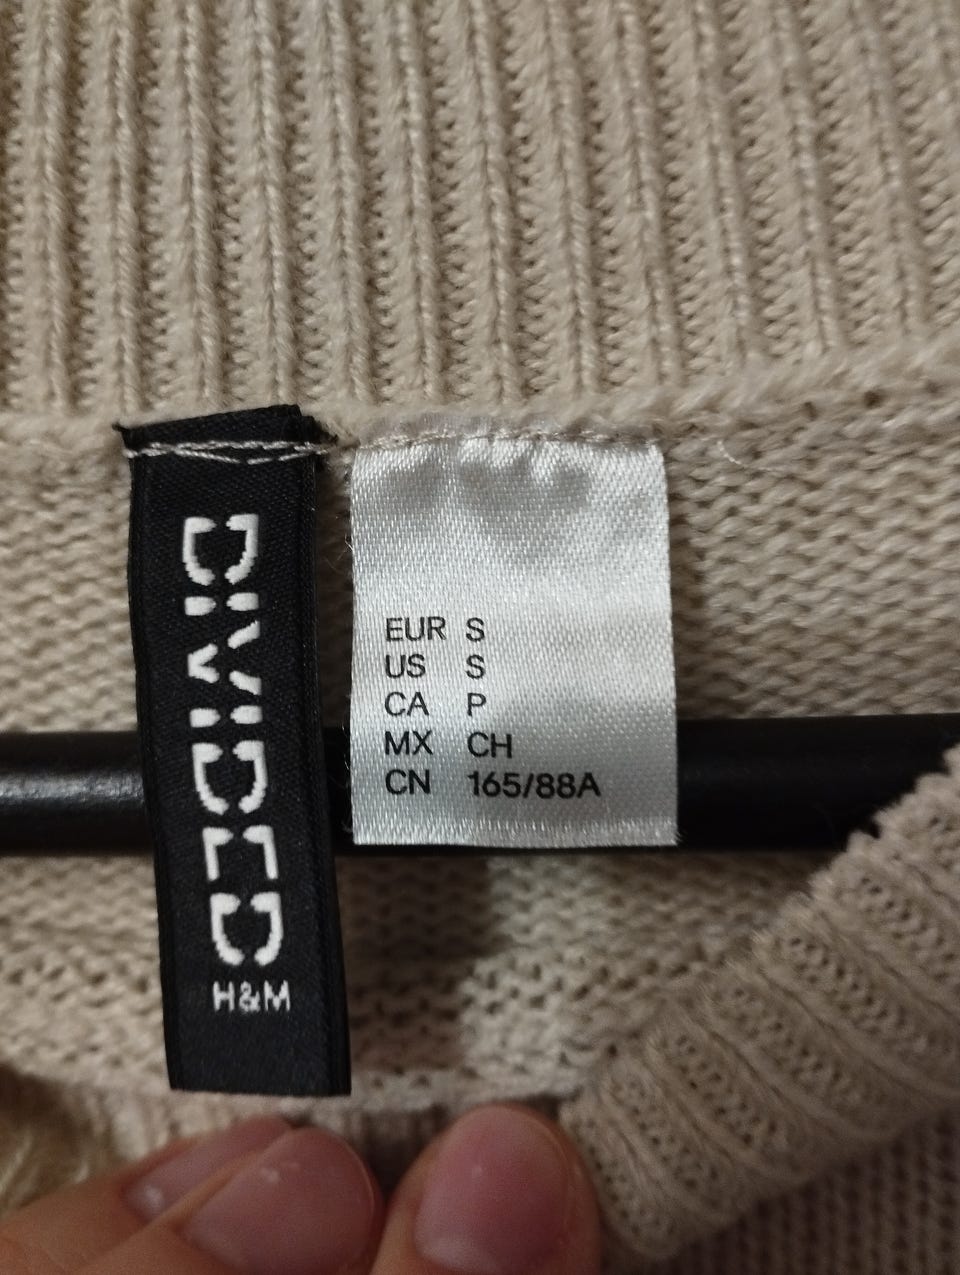 DIVIDED
H&M
EUR S
US S
CA P
MX CH
CN 165/88A